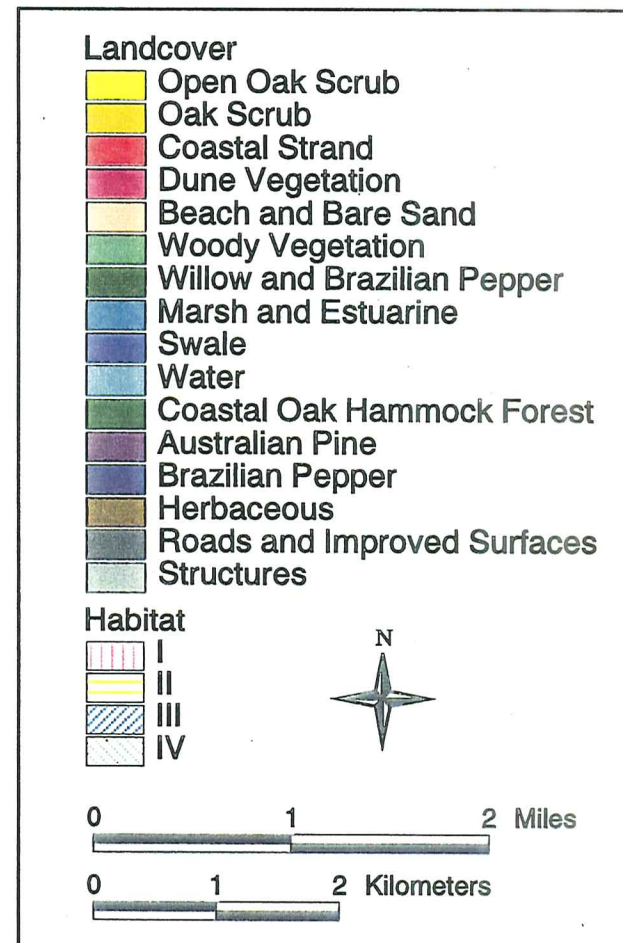 Landcover
Open Oak Scrub
Oak Scrub
Coastal Strand
Dune Vegetation
Beach and Bare Sand
Woody Vegetation
Willow and Brazilian Pepper
Marsh and Estuarine
Swale
Water
Coastal Oak Hammock Forest
Australian Pine
Brazilian Pepper
Herbaceous
Roads and Improved Surfaces
Structures
Habitat
I
II
III
IV
N
0 1 2 Miles
0 1 2 Kilometers